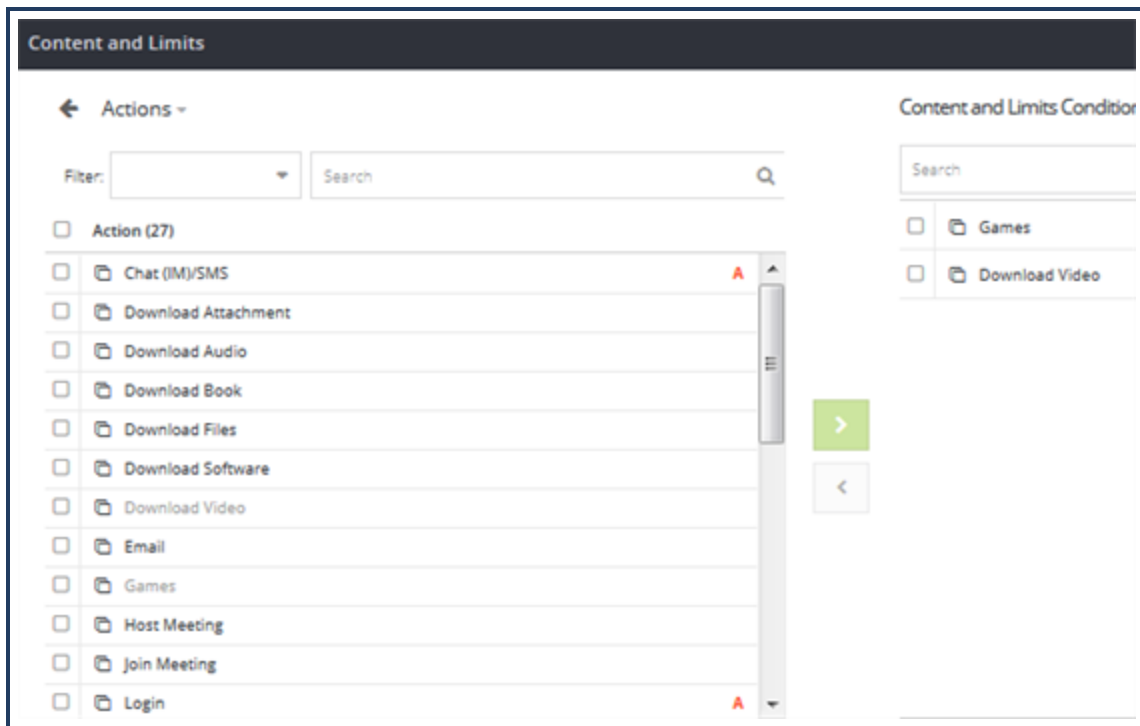 Content and Limits
Actions
Content and Limits Condition
Filter:
Search
Search
Action (27)
Games
Download Video
Chat (IM)/SMS A
Download Attachment
Download Audio
Download Book
Download Files
Download Software
Download Video
Email
Games
Host Meeting
Join Meeting
Login A